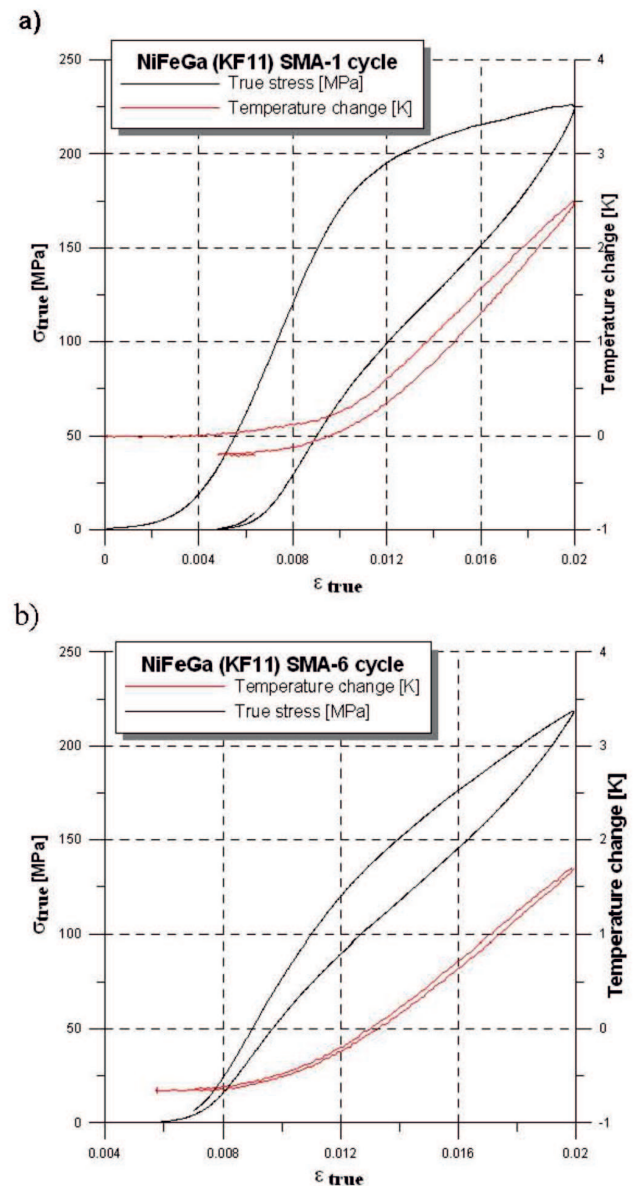 a)
NiFeGa (KF11) SMA-1 cycle
True stress [MPa]
Temperature change [K]
250
200
150
100
50
0
σtrue [MPa]
4
3
2
1
0
-1
Temperature change [K]
0 0.004 0.008 0.012 0.016 0.02
ε true
b)
NiFeGa (KF11) SMA-6 cycle
Temperature change [K]
True stress [MPa]
250
200
150
100
50
0
σtrue [MPa]
4
3
2
1
0
-1
Temperature change [K]
0.004 0.008 0.012 0.016 0.02
ε true